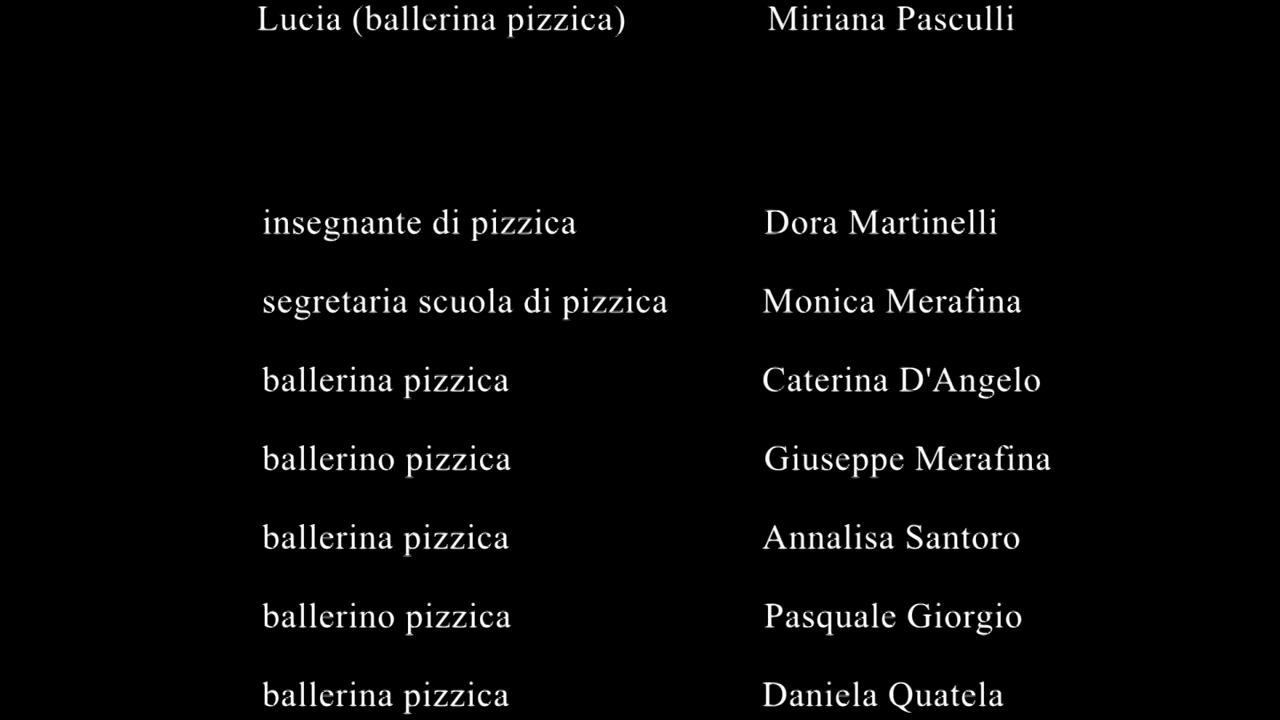 Lucia (ballerina pizzica) Miriana Pasculli
insegnante di pizzica Dora Martinelli
segretaria scuola di pizzica Monica Merafina
ballerina pizzica Caterina D'Angelo
ballerino pizzica Giuseppe Merafina
ballerina pizzica Annalisa Santoro
ballerino pizzica Pasquale Giorgio
ballerina pizzica Daniela Quatela